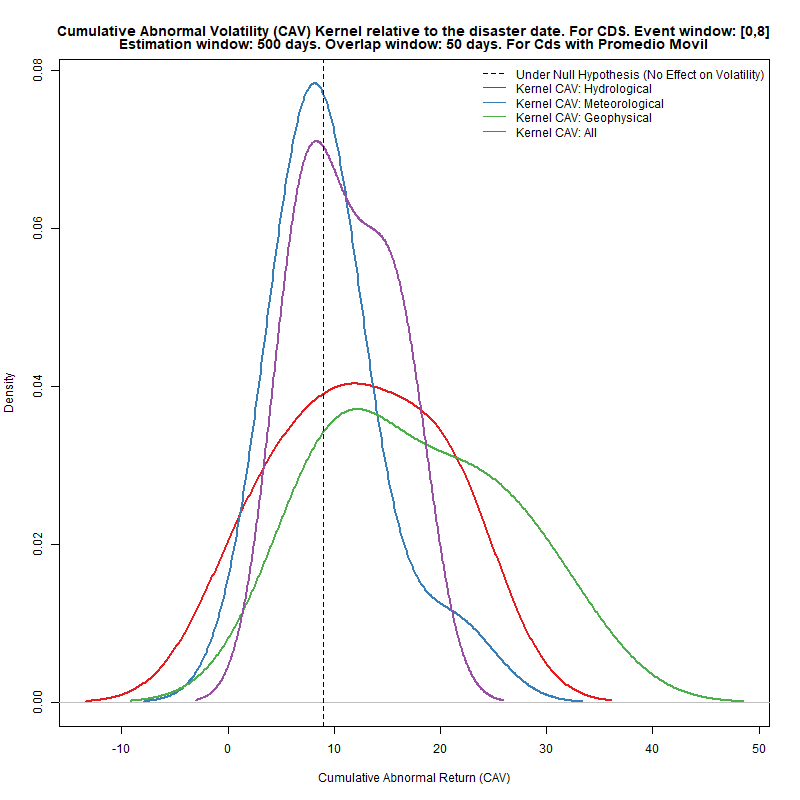 Cumulative Abnormal Volatility (CAV) Kernel relative to the disaster date. For CDS. Event window: [0,8]
Estimation window: 500 days. Overlap window: 50 days. For Cds with Promedio Movil
Under Null Hypothesis (No Effect on Volatility)
Kernel CAV: Hydrological
Kernel CAV: Meteorological
Kernel CAV: Geophysical
Kernel CAV: All
Density
0.08
0.06
0.04
0.02
0.00
-10 0 10 20 30 40 50
Cumulative Abnormal Return (CAV)